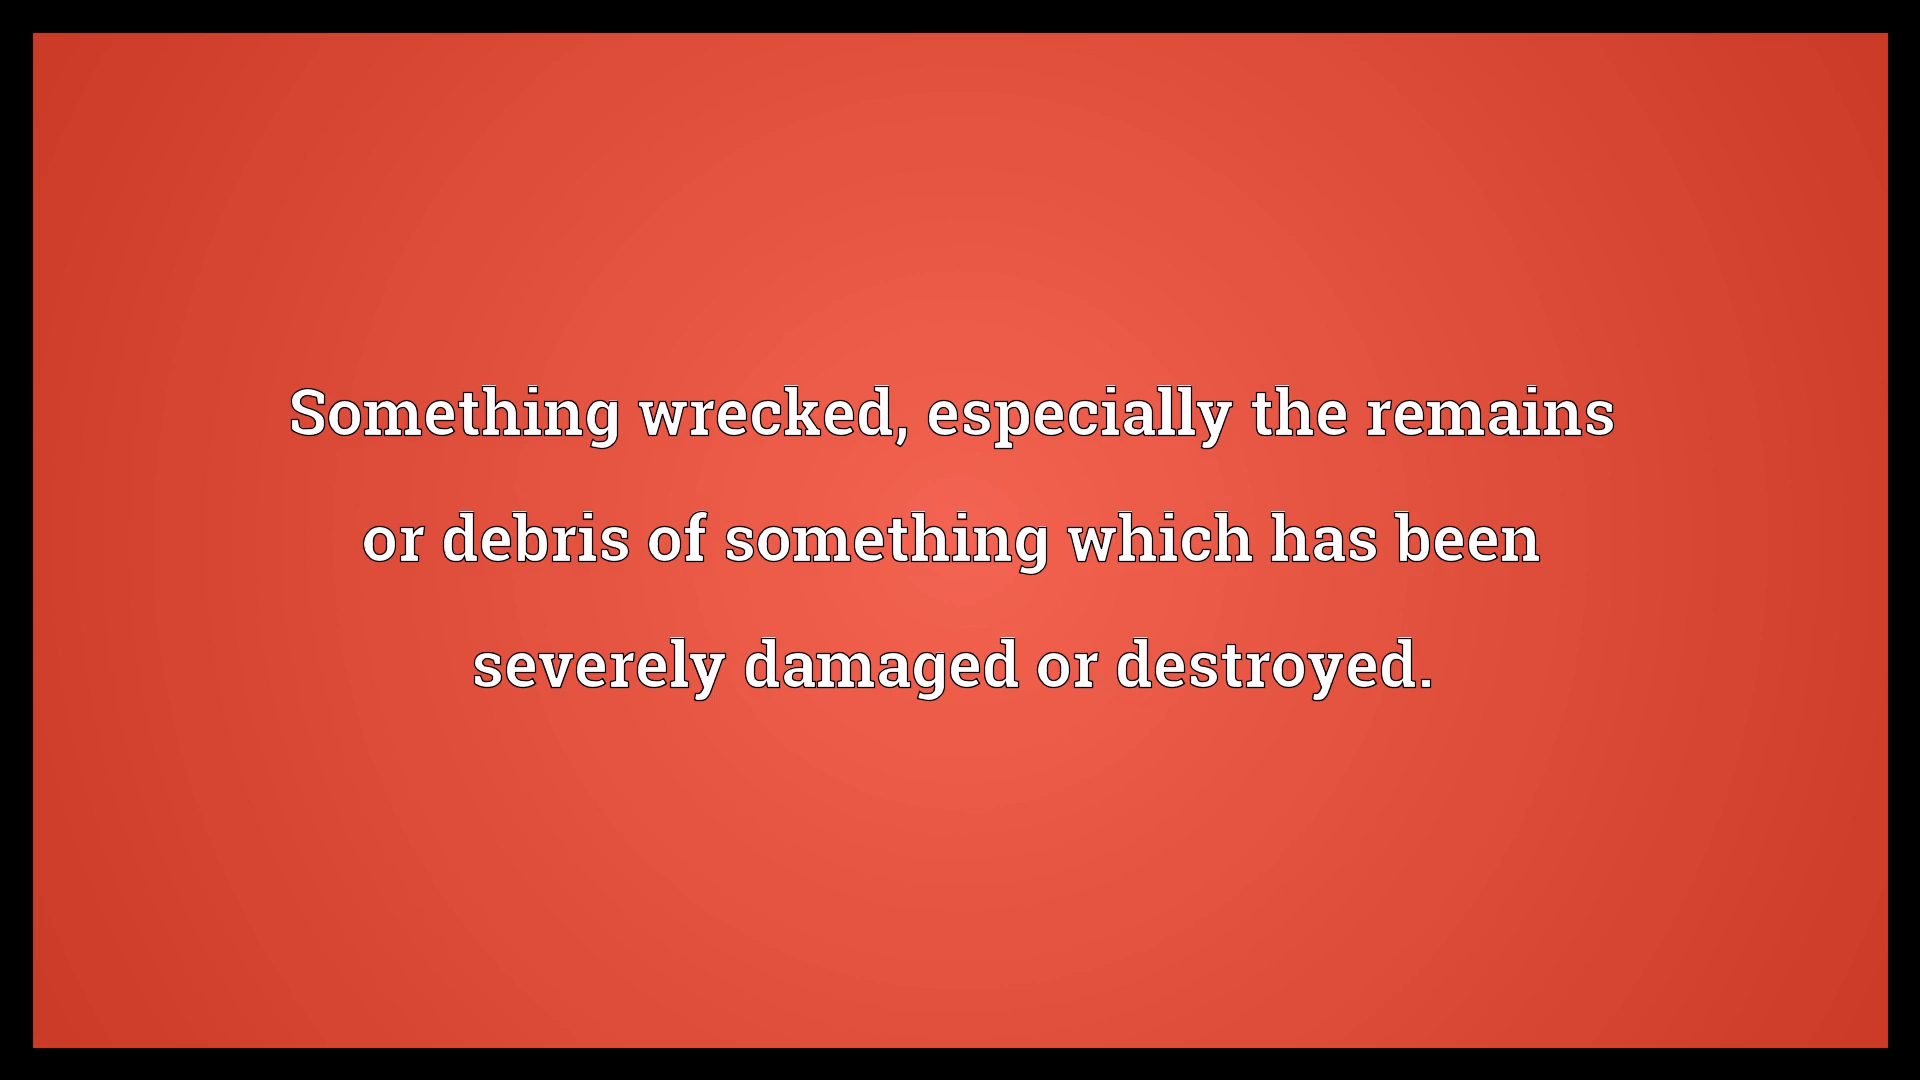 Something wrecked, especially the remains
or debris of something which has been
severely damaged or destroyed.